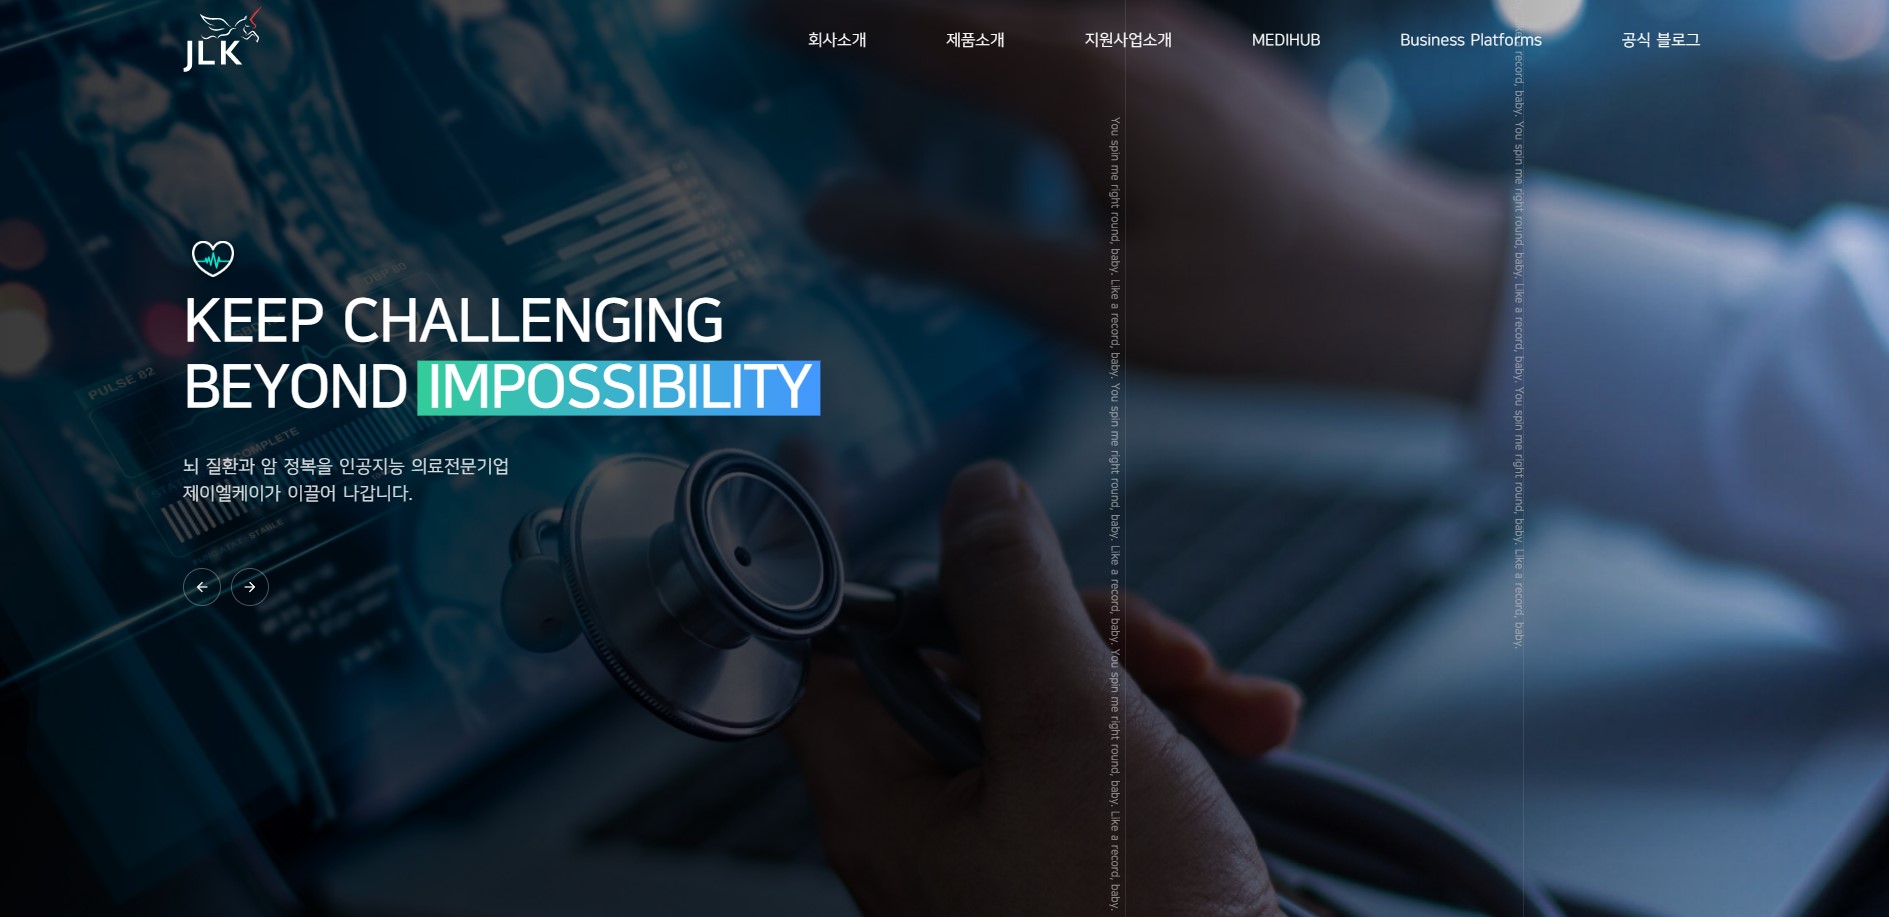 JLK
회사소개
제품소개
지원사업소개
MEDIHUB
Business Platforms
공식 블로그
KEEP CHALLENGING
BEYOND IMPOSSIBILITY
뇌 질환과 암 정복을 인공지능 의료전문기업
제이엘케이가 이끌어 나갑니다.
PULSE 82
COMPLETE
STABLE
You spin me right round, baby. Like a record, baby. You spin me right round, baby. Like a record, baby. You spin me right round, baby. Like a record, baby.
record, baby. You spin me right round, baby. Like a record, baby. You spin me right round, baby. Like a record, baby.